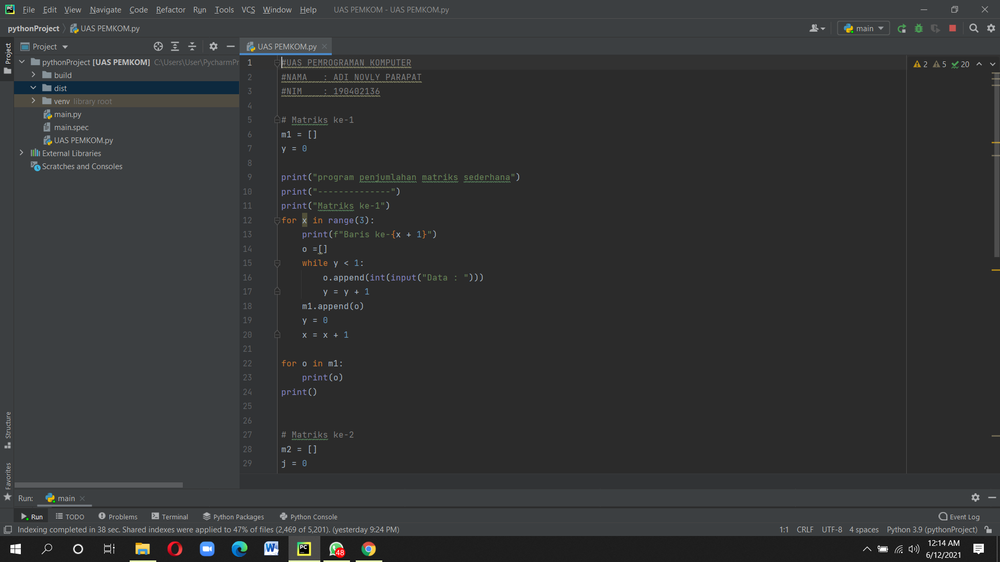 File Edit View Navigate Code Refactor Run Tools VCS Window Help UAS PEMKOM - UAS PEMKOM.py
pythonProject UAS PEMKOM.py main
Project
Project UAS PEMKOM.py
pythonProject [UAS PEMKOM] C:\Users\User\PycharmPr
build
dist
venv library root
main.py
main.spec
UAS PEMKOM.py
External Libraries
Scratches and Consoles
2 5 20
1 #UAS PEMROGRAMAN KOMPUTER
2 #NAMA   : ADI NOVLY PARAPAT
3 #NIM    : 190402136
4
5 # Matriks ke-1
6 m1 = []
7 y = 0
8
9 print("program penjumlahan matriks sederhana")
10 print("--------------")
11 print("Matriks ke-1")
12 for x in range(3):
13     print(f"Baris ke-{x + 1}")
14     o =[]
15     while y < 1:
16         o.append(int(input("Data : ")))
17         y = y + 1
18     m1.append(o)
19     y = 0
20     x = x + 1
21
22 for o in m1:
23     print(o)
24 print()
25
26
27 # Matriks ke-2
28 m2 = []
29 j = 0
Structure
Favorites
Run: main
Run TODO Problems Terminal Python Packages Python Console Event Log
Indexing completed in 38 sec. Shared indexes were applied to 47% of files (2,469 of 5,201). (yesterday 9:24 PM) 1:1 CRLF UTF-8 4 spaces Python 3.9 (pythonProject)
PC
W
48
12:14 AM
6/12/2021